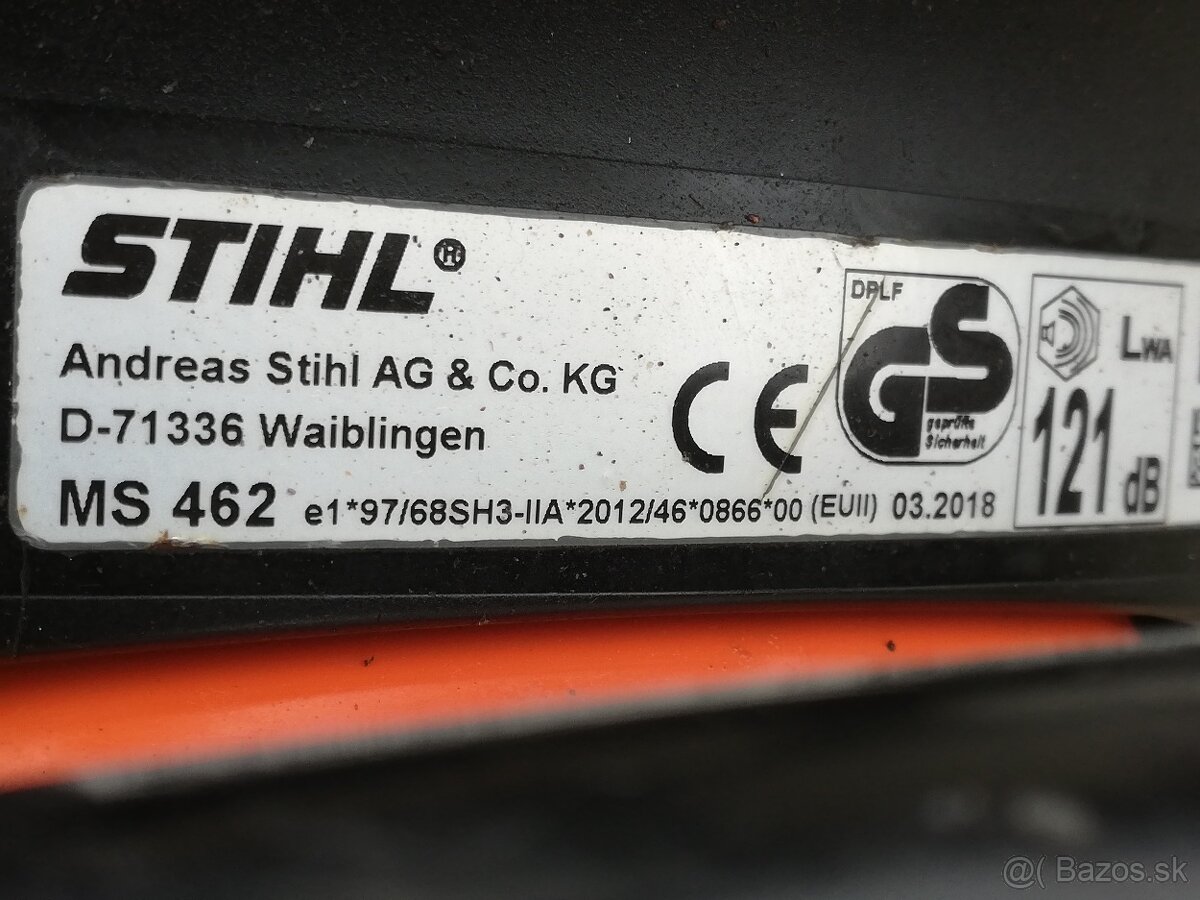 STIHL®
Andreas Stihl AG & Co. KG
D-71336 Waiblingen
MS 462 e1*97/68SH3-IIA*2012/46*0866*00 (EUII) 03.2018
CE
DPLF
GS
geprüfte
Sicherheit
LWA
121 dB
@( Bazos.sk